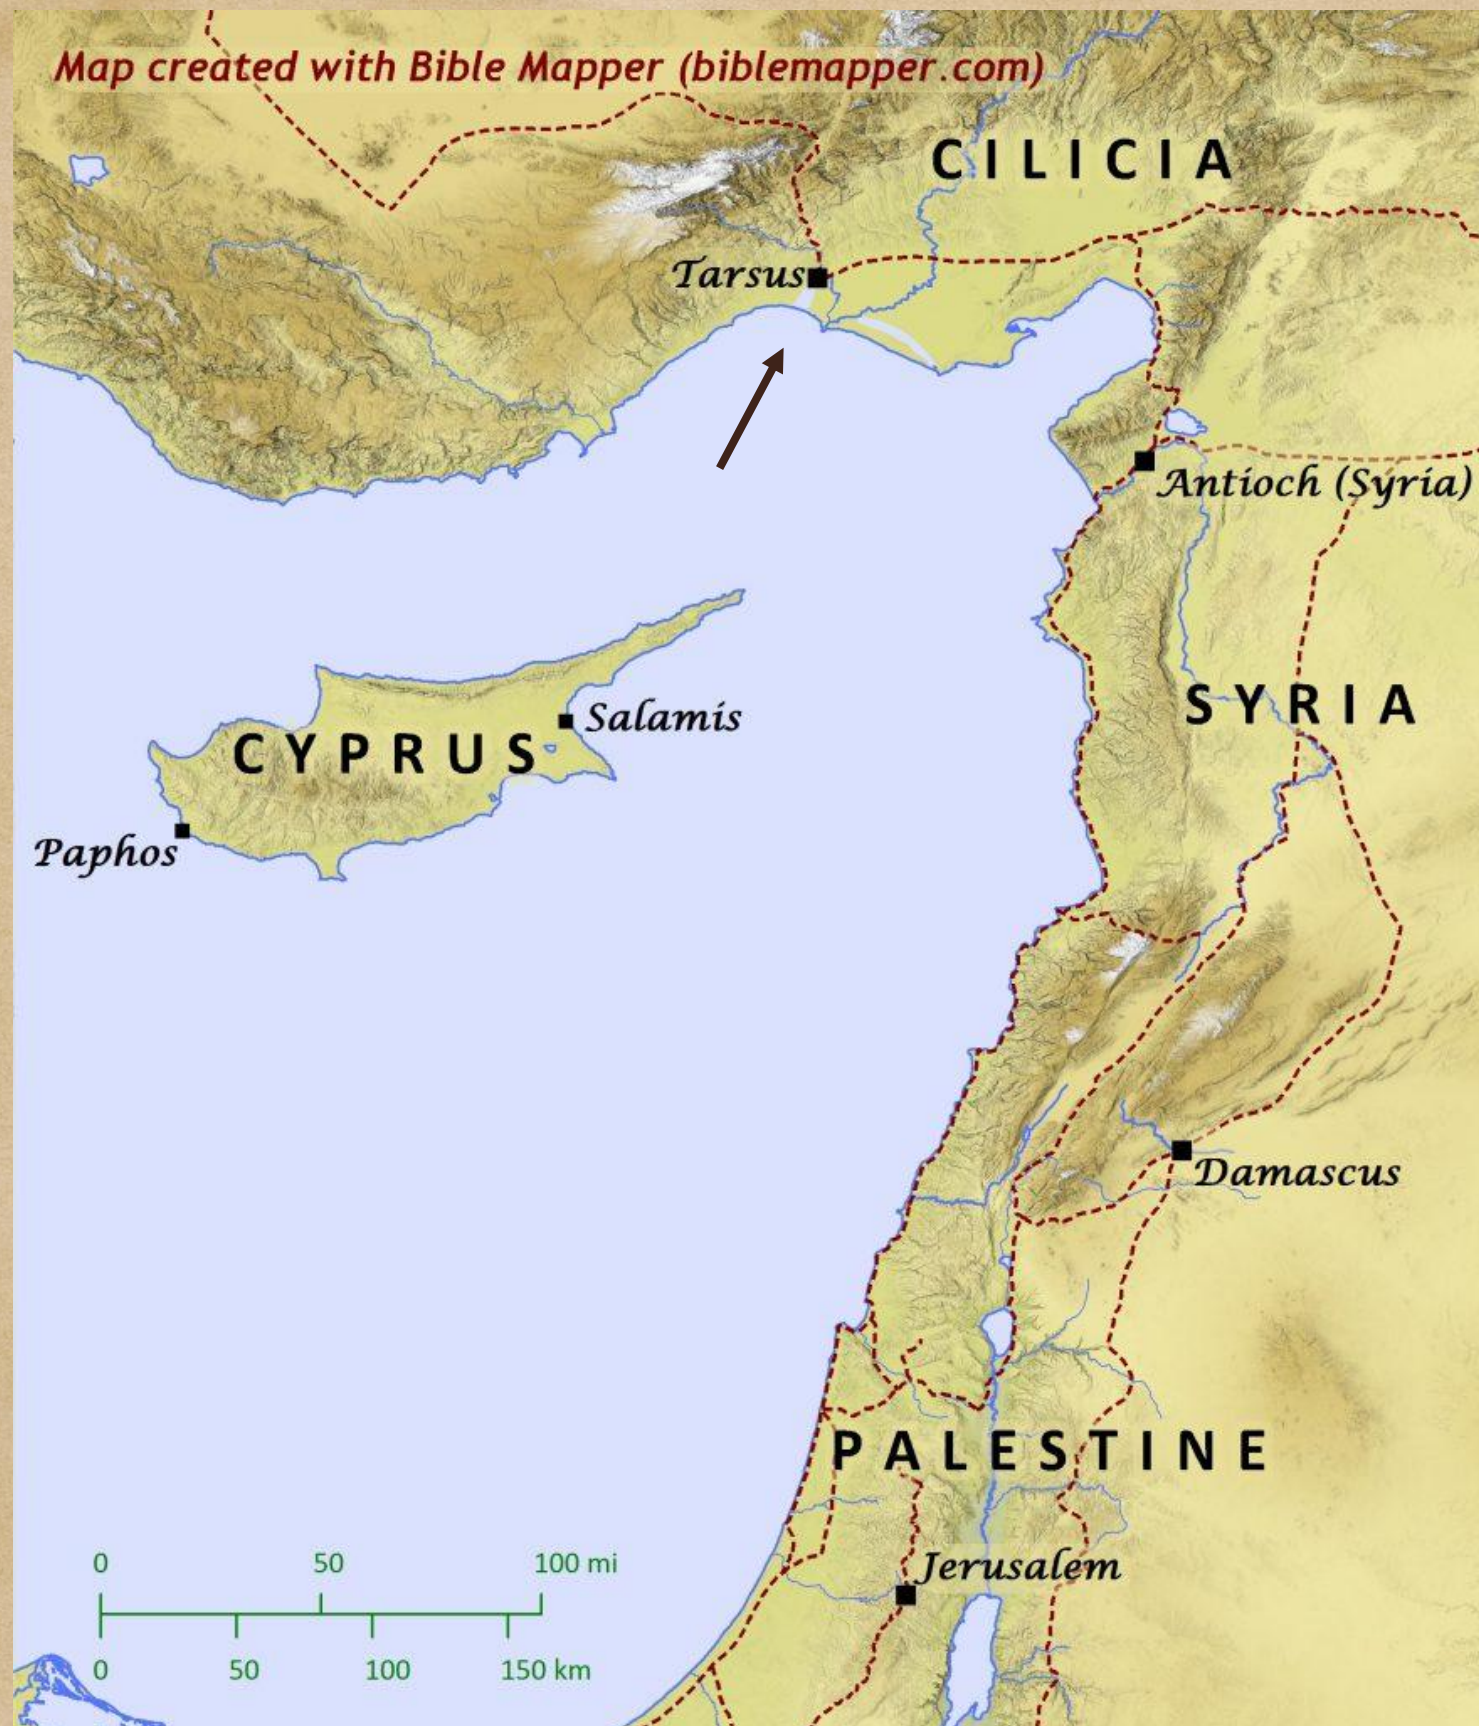 Map created with Bible Mapper (biblemapper.com)
CILICIA
Tarsus
Antioch (Syria)
SYRIA
Salamis
CYPRUS
Paphos
Damascus
PALESTINE
Jerusalem
0 50 100 mi
0 50 100 150 km